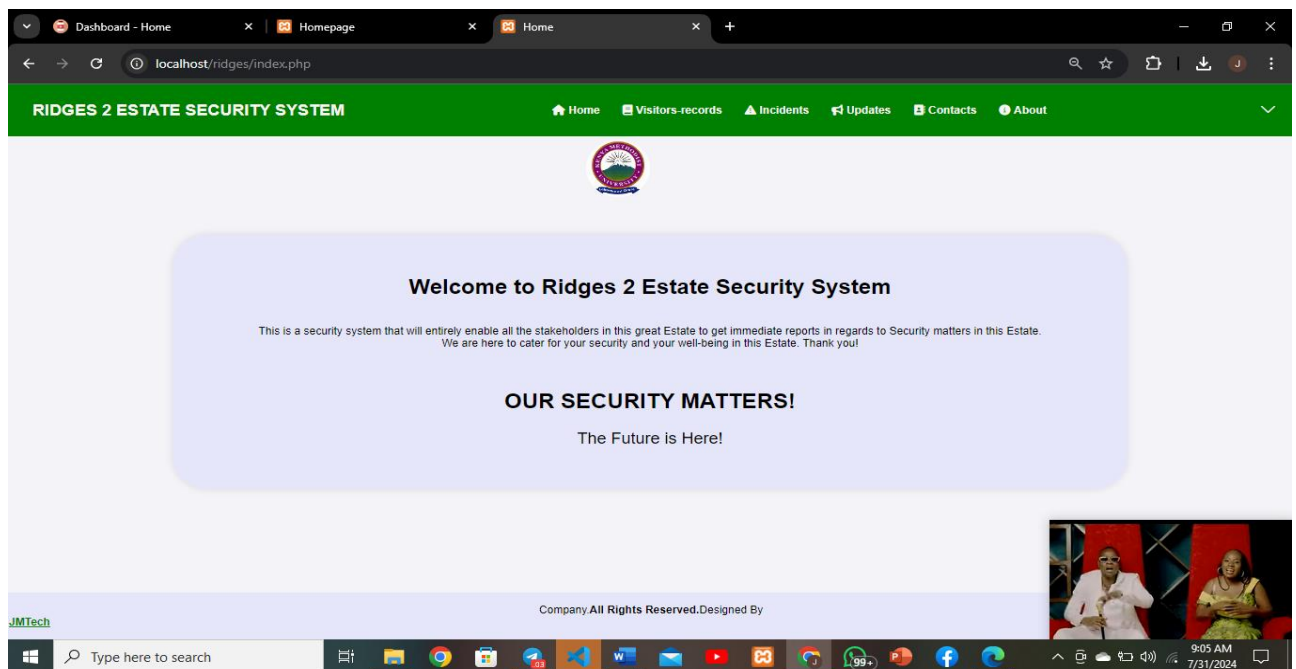 Dashboard - Home
Homepage
Home
localhost/ridges/index.php
J
RIDGES 2 ESTATE SECURITY SYSTEM
Home
Visitors-records
Incidents
Updates
Contacts
About
KENYA METHODIST
UNIVERSITY
Welcome to Ridges 2 Estate Security System
This is a security system that will entirely enable all the stakeholders in this great Estate to get immediate reports in regards to Security matters in this Estate.
We are here to cater for your security and your well-being in this Estate. Thank you!
OUR SECURITY MATTERS!
The Future is Here!
Company.All Rights Reserved.Designed By
JMTech
Type here to search
99+
9:05 AM
7/31/2024